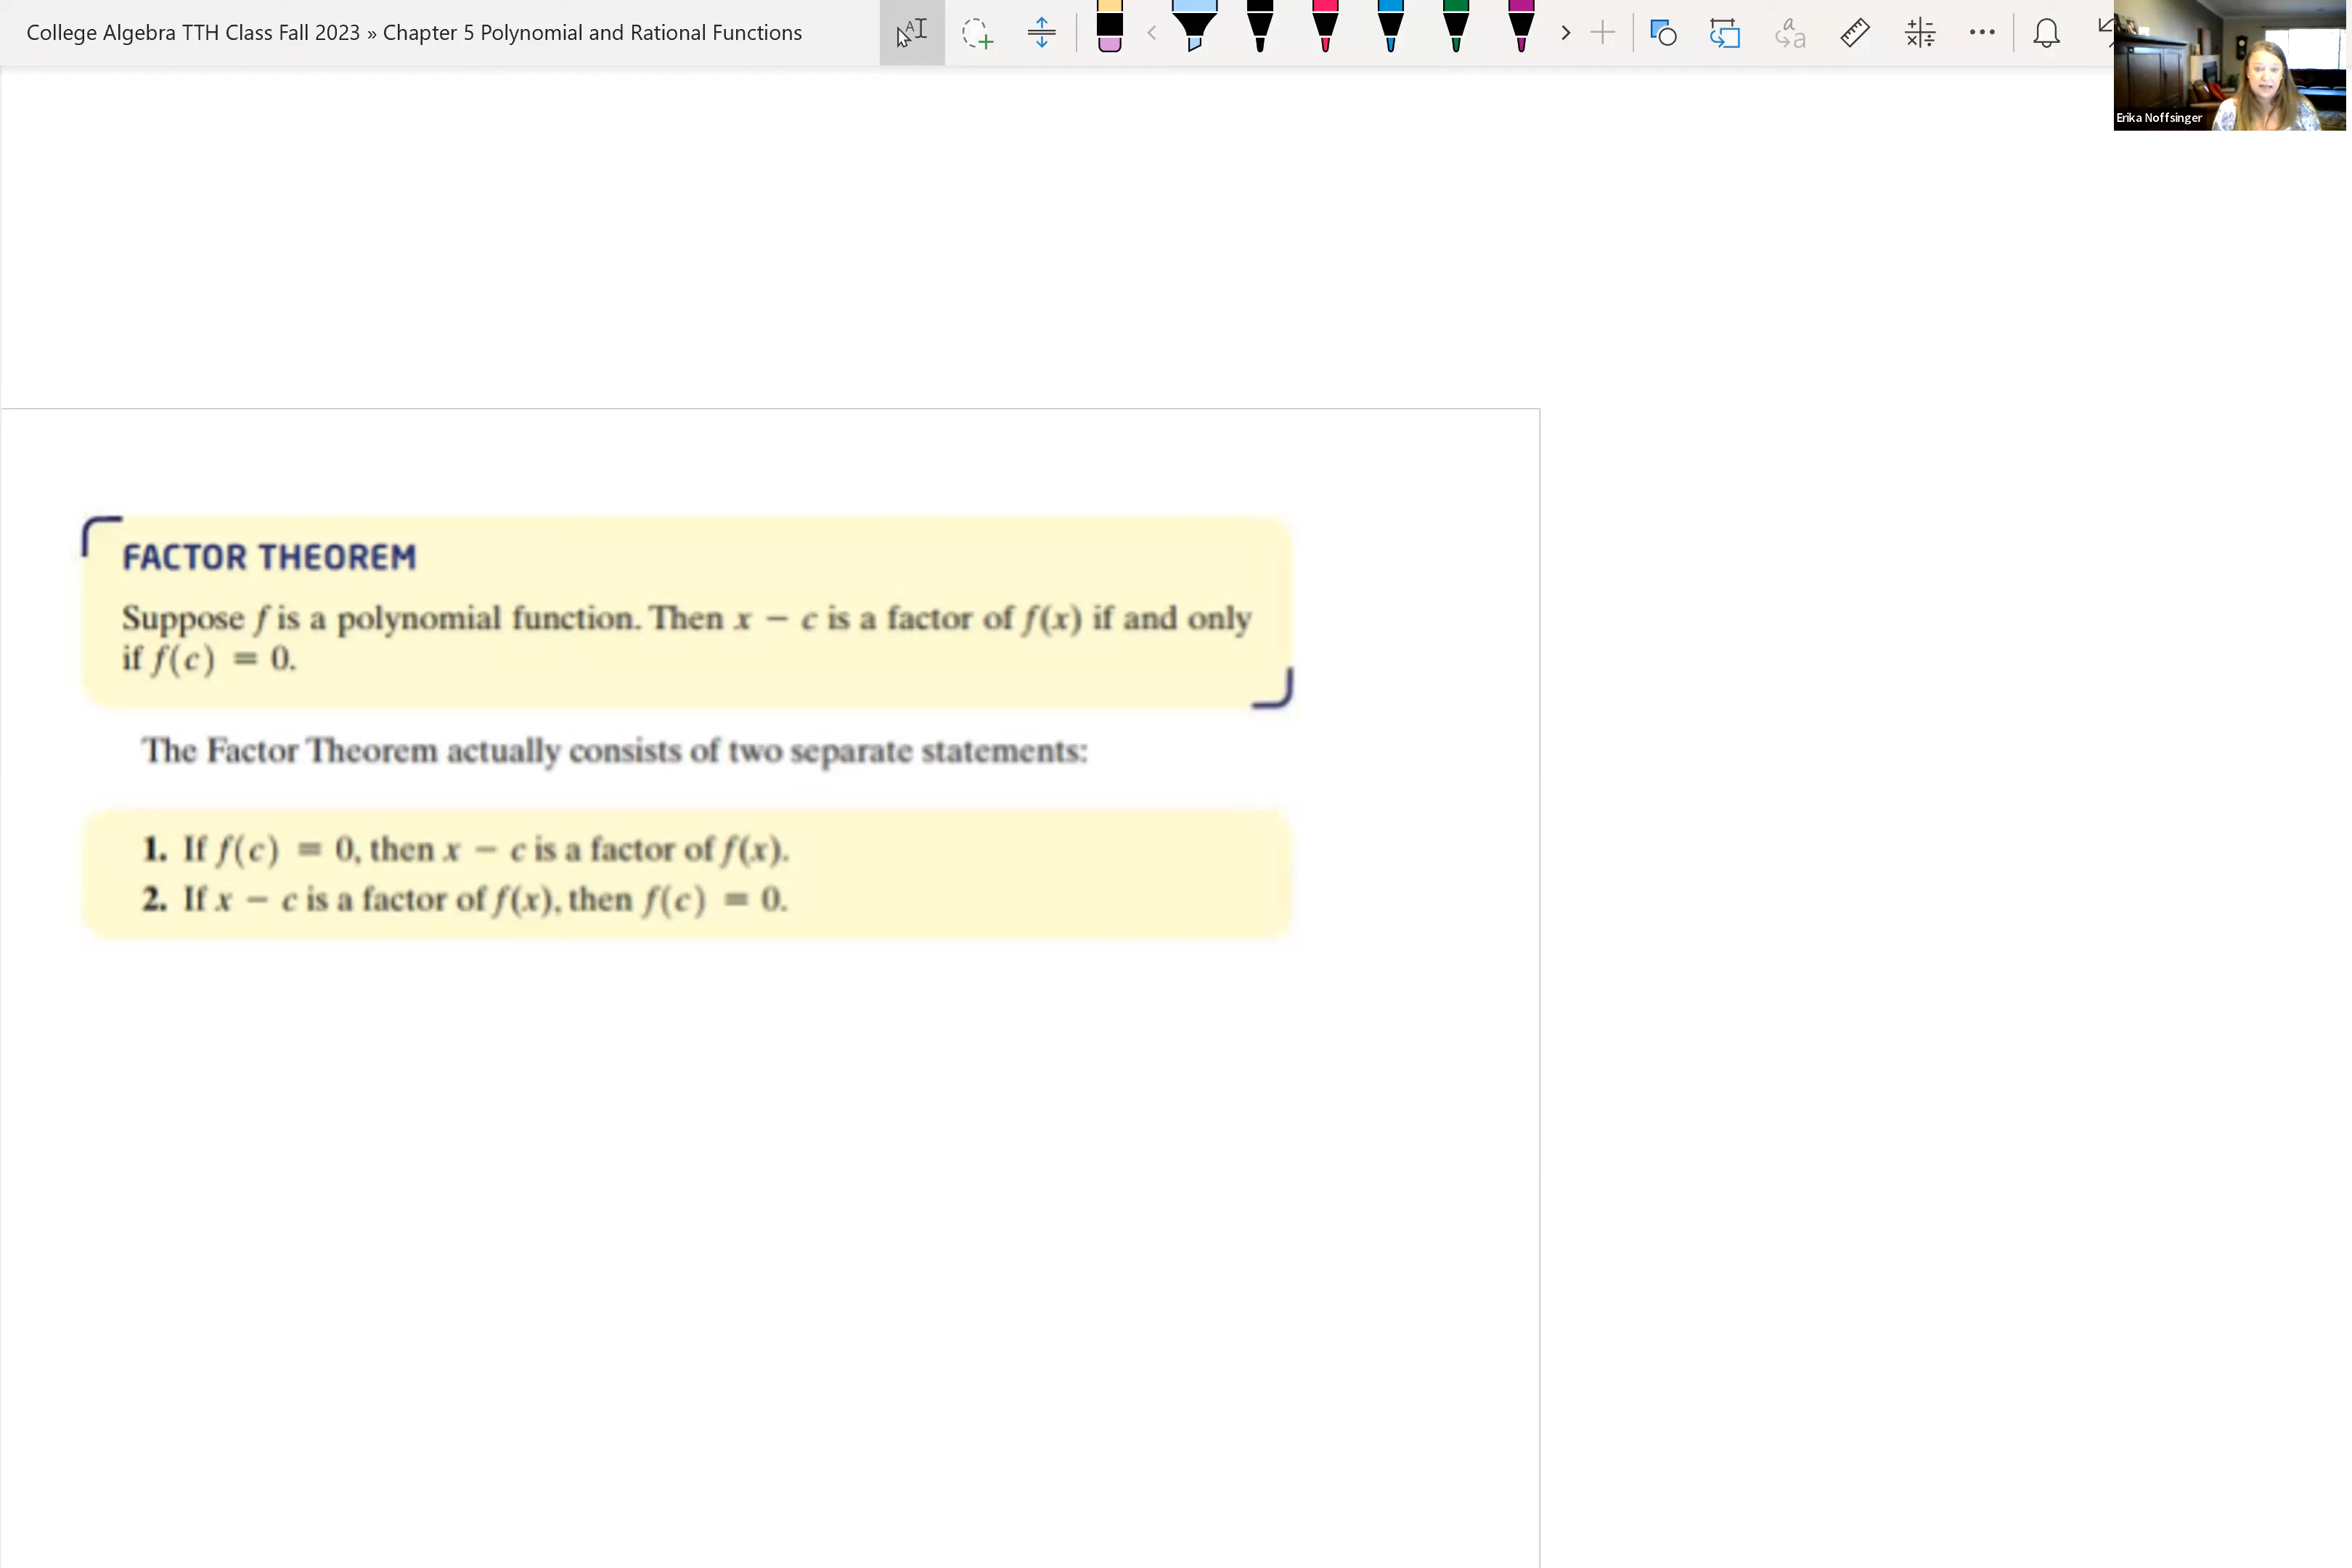 College Algebra TTH Class Fall 2023 » Chapter 5 Polynomial and Rational Functions
Erika Noffsinger
FACTOR THEOREM
Suppose f is a polynomial function. Then x − c is a factor of f(x) if and only
if f(c) = 0.
The Factor Theorem actually consists of two separate statements:
1. If f(c) = 0, then x − c is a factor of f(x).
2. If x − c is a factor of f(x), then f(c) = 0.